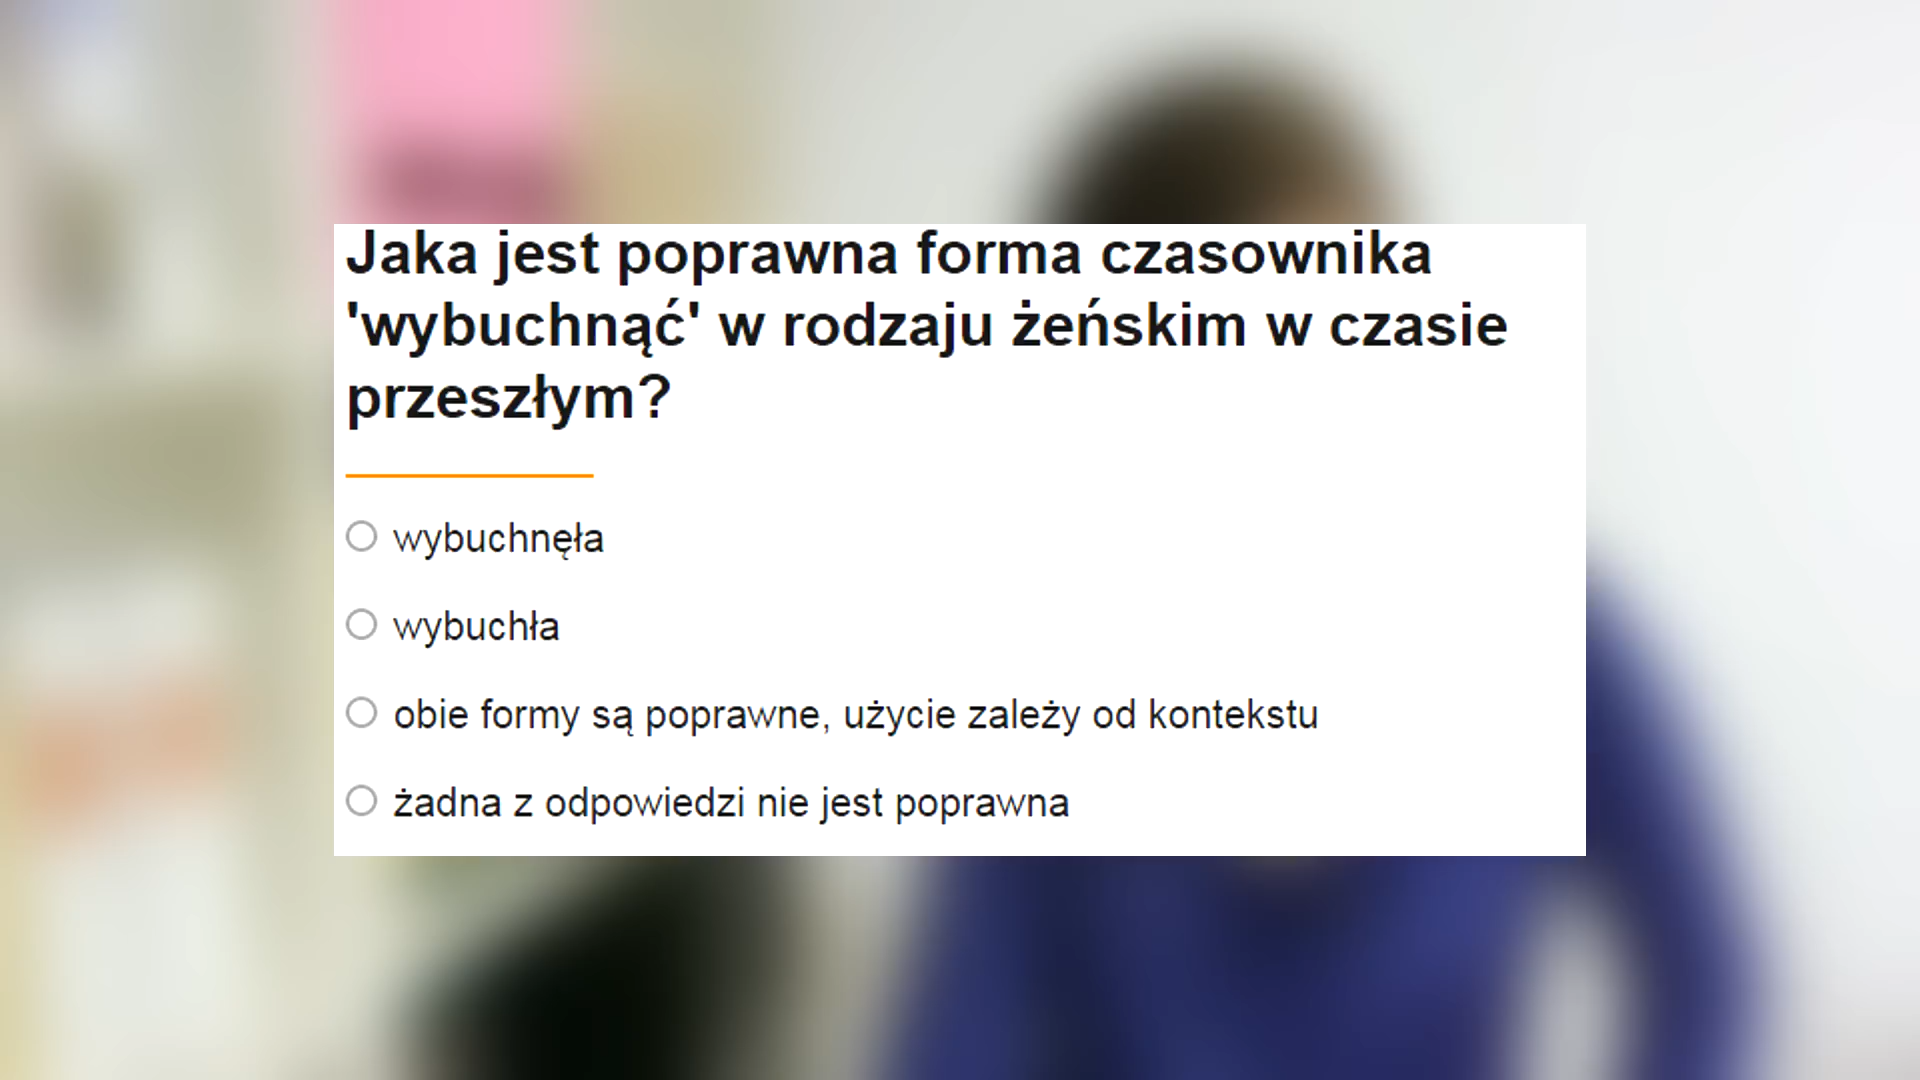 Jaka jest poprawna forma czasownika
'wybuchnąć' w rodzaju żeńskim w czasie
przeszłym?
wybuchnęła
wybuchła
obie formy są poprawne, użycie zależy od kontekstu
żadna z odpowiedzi nie jest poprawna